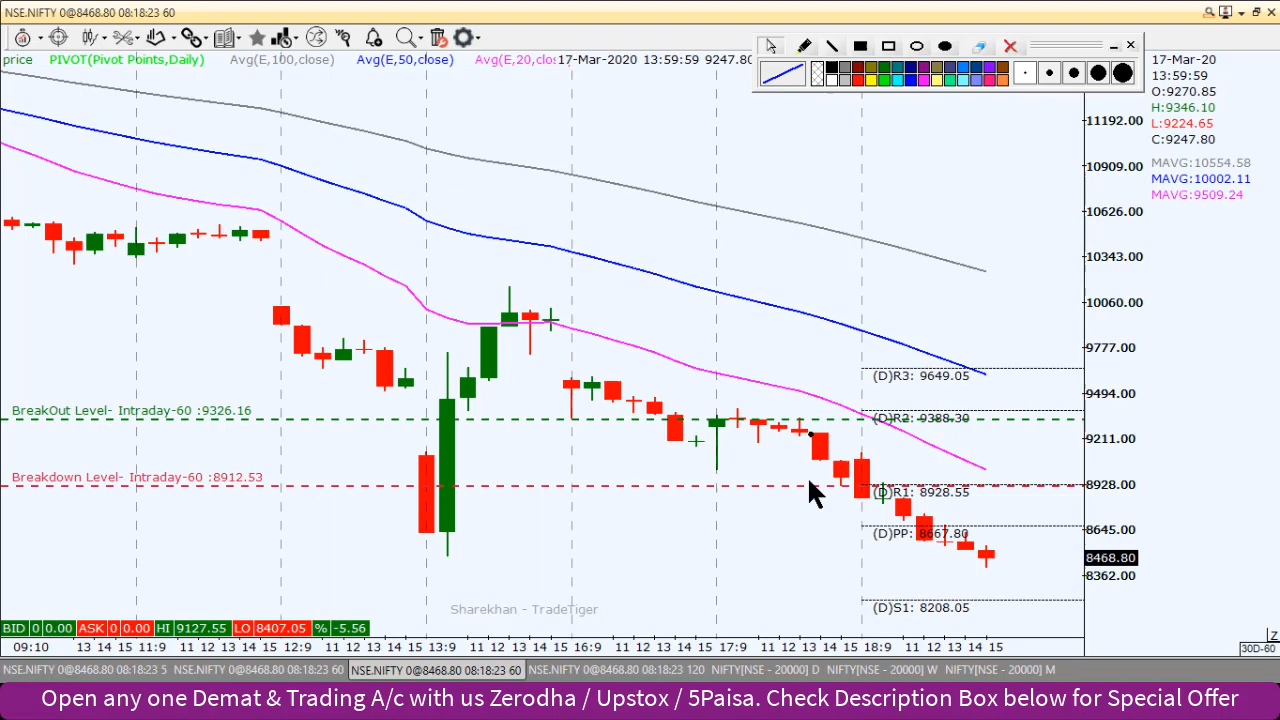 NSE.NIFTY 0@8468.80 08:18:23 60
price PIVOT(Pivot Points,Daily) Avg(E,100,close) Avg(E,50,close) Avg(E,20,clos 17-Mar-2020 13:59:59 9247.80
17-Mar-20
13:59:59
O:9270.85
H:9346.10
L:9224.65
C:9247.80
MAVG:10554.58
MAVG:10002.11
MAVG:9509.24
11192.00
10909.00
10626.00
10343.00
10060.00
9777.00
9494.00
9211.00
8928.00
8645.00
8468.80
8362.00
(D)R3: 9649.05
BreakOut Level- Intraday-60 :9326.16
(D)R2: 9388.30
Breakdown Level- Intraday-60 :8912.53
(D)R1: 8928.55
(D)PP: 8667.80
(D)S1: 8208.05
Sharekhan - TradeTiger
BID 0 0.00 ASK 0 0.00 HI 9127.55 LO 8407.05 % -5.56
Z
09:10 13 14 15 11:9 11 12 13 14 15 12:9 11 12 13 14 15 13:9 11 12 13 14 15 16:9 11 12 13 14 15 17:9 11 12 13 14 15 18:9 11 12 13 14 15
30D-60
NSE.NIFTY 0@8468.80 08:18:23 5 NSE.NIFTY 0@8468.80 08:18:23 60 NSE.NIFTY 0@8468.80 08:18:23 60 NSE.NIFTY 0@8468.80 08:18:23 120 NIFTY[NSE - 20000] D NIFTY[NSE - 20000] W NIFTY[NSE - 20000] M
Open any one Demat & Trading A/c with us Zerodha / Upstox / 5Paisa. Check Description Box below for Special Offer